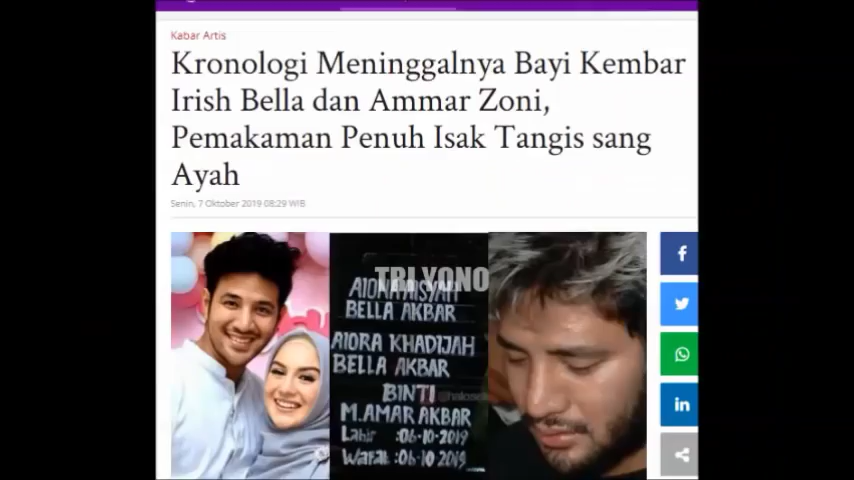 Kabar Artis
Kronologi Meninggalnya Bayi Kembar
Irish Bella dan Ammar Zoni,
Pemakaman Penuh Isak Tangis sang
Ayah
Senin, 7 Oktober 2019 08:29 WIB
TRI YONO
BELLA AKBAR
AIORA KHADIJAH
BELLA AKBAR
BINTI
M.AMAR AKBAR
Lahir :06-10-2019
Wafat :06-10-2019